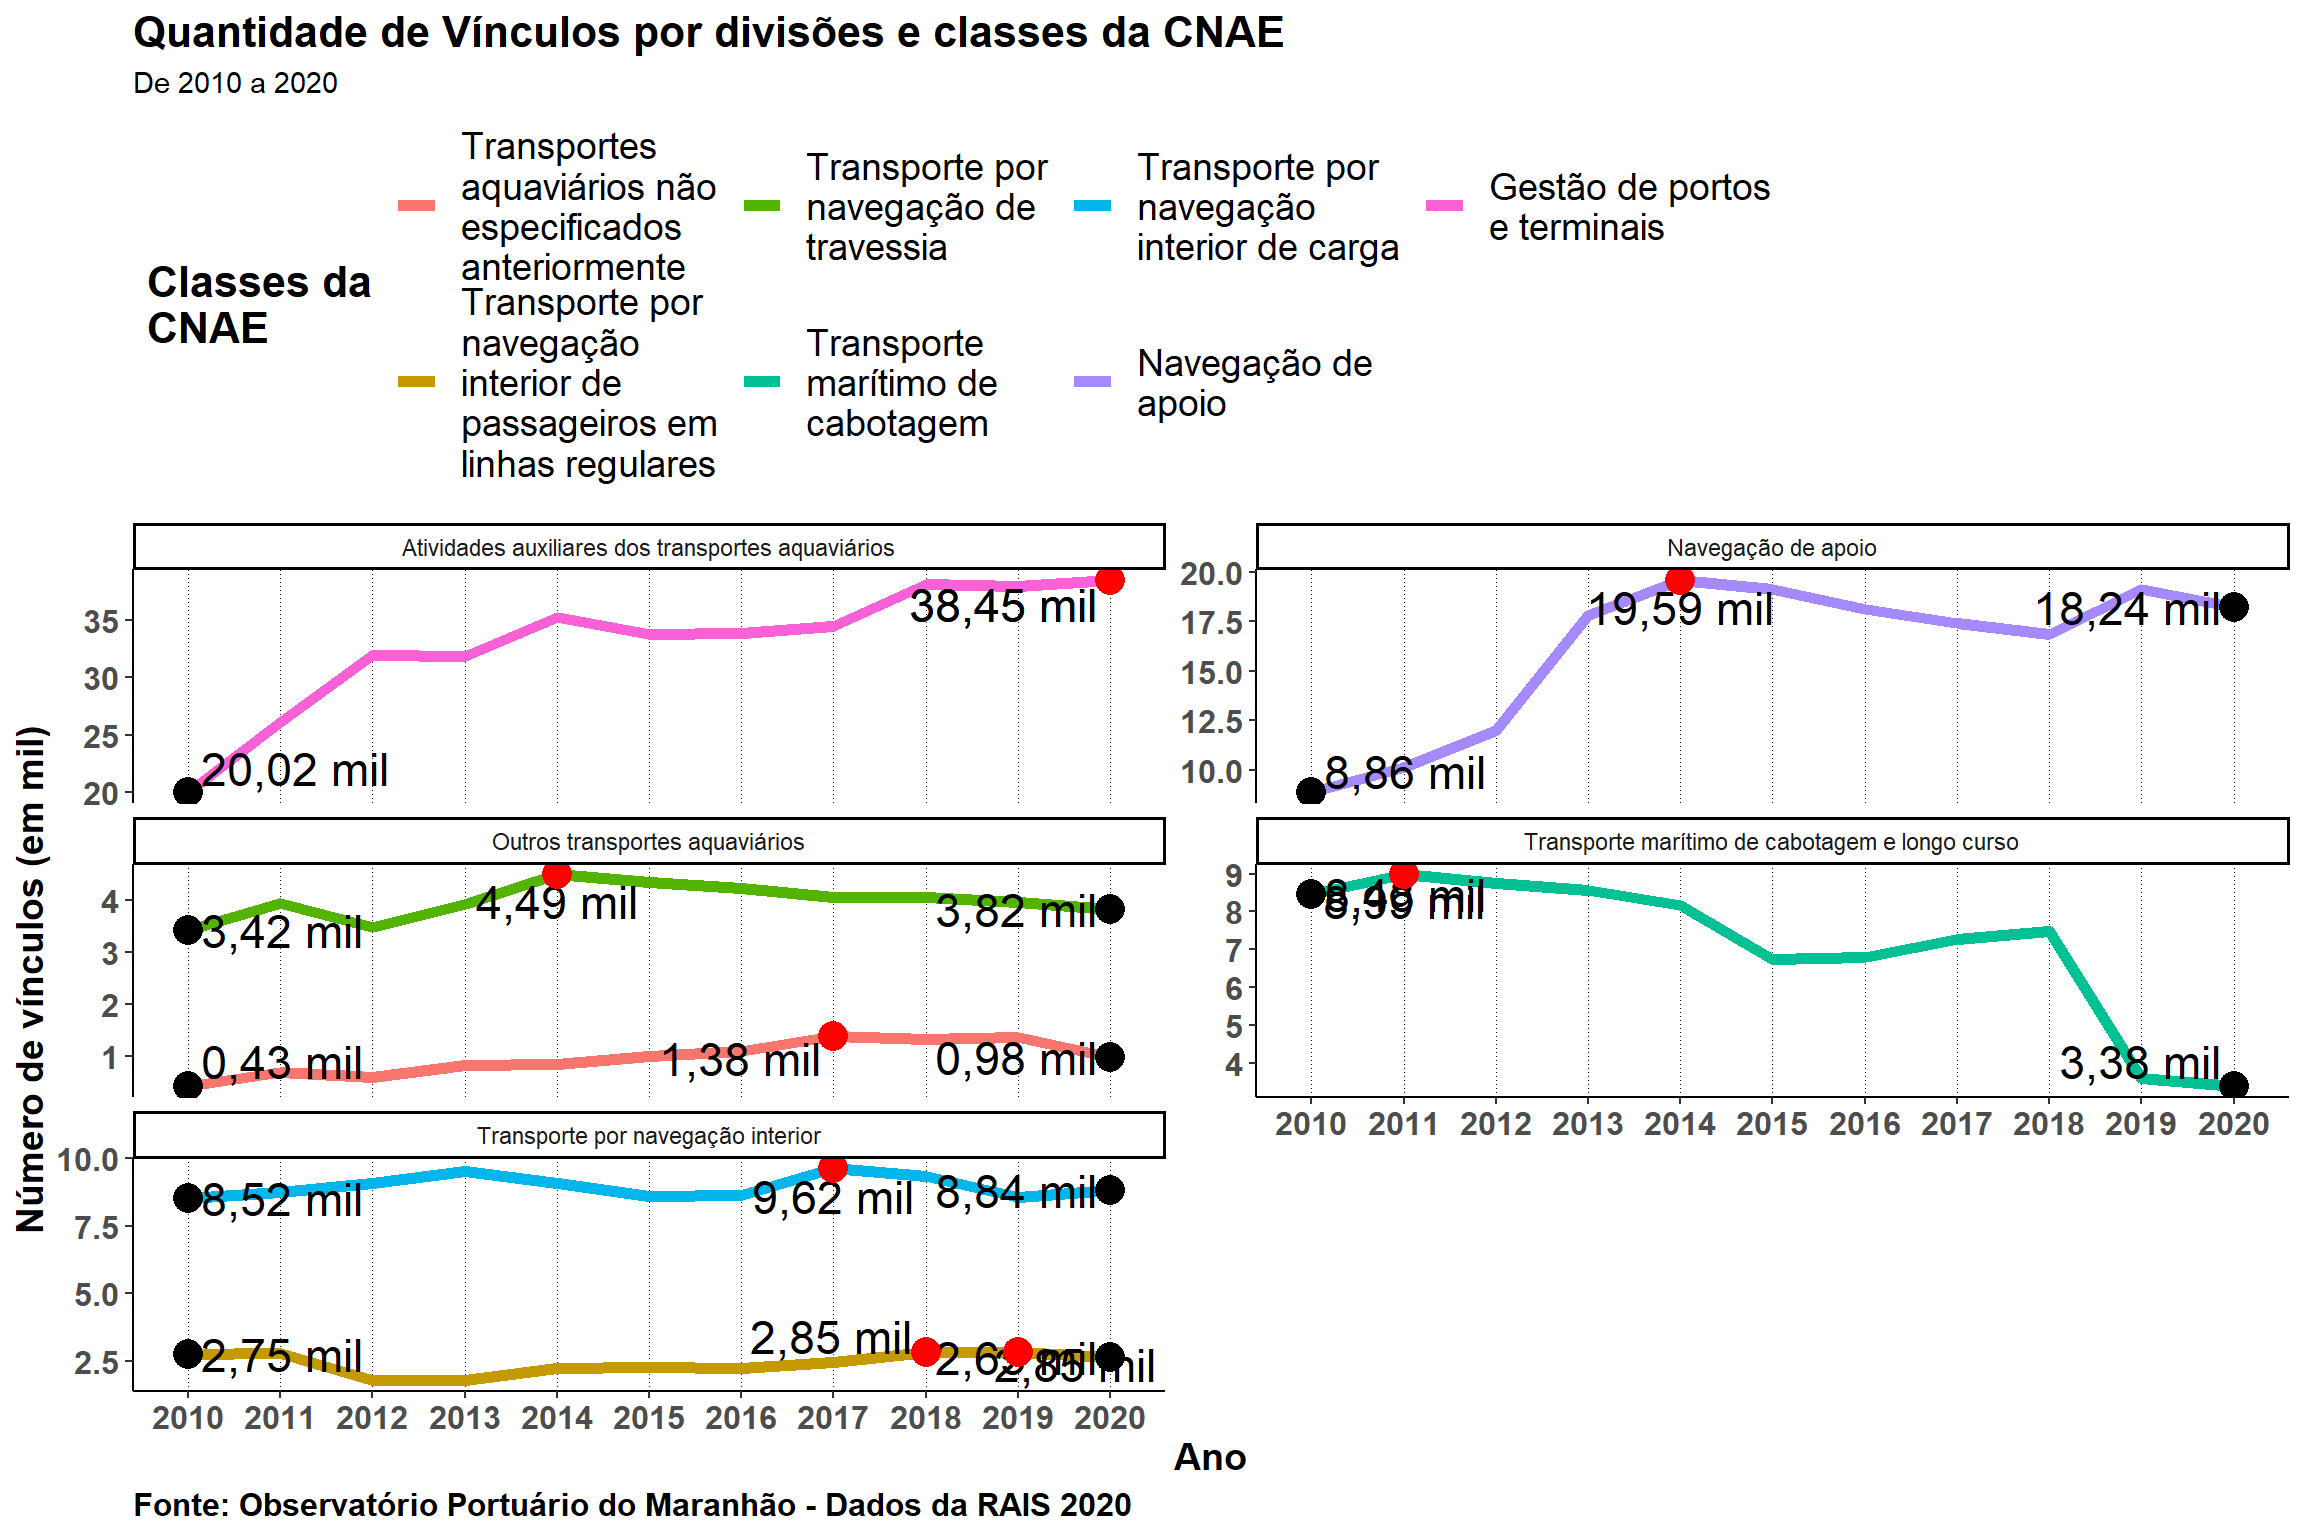 Quantidade de Vínculos por divisões e classes da CNAE
De 2010 a 2020
Classes da
CNAE
Transportes
aquaviários não
especificados
anteriormente
Transporte por
navegação
interior de
passageiros em
linhas regulares
Transporte por
navegação de
travessia
Transporte
marítimo de
cabotagem
Transporte por
navegação
interior de carga
Navegação de
apoio
Gestão de portos
e terminais
Número de vínculos (em mil)
Atividades auxiliares dos transportes aquaviários
35
30
25
20
20,02 mil
38,45 mil
Navegação de apoio
20.0
17.5
15.0
12.5
10.0
8,86 mil
19,59 mil
18,24 mil
Outros transportes aquaviários
4
3
2
1
3,42 mil
4,49 mil
3,82 mil
0,43 mil
1,38 mil
0,98 mil
Transporte marítimo de cabotagem e longo curso
9
8
7
6
5
4
3,38 mil
2010 2011 2012 2013 2014 2015 2016 2017 2018 2019 2020
Transporte por navegação interior
10.0
7.5
5.0
2.5
8,52 mil
9,62 mil
8,84 mil
2,75 mil
2,85 mil
2,85 mil
2010 2011 2012 2013 2014 2015 2016 2017 2018 2019 2020
Ano
Fonte: Observatório Portuário do Maranhão - Dados da RAIS 2020